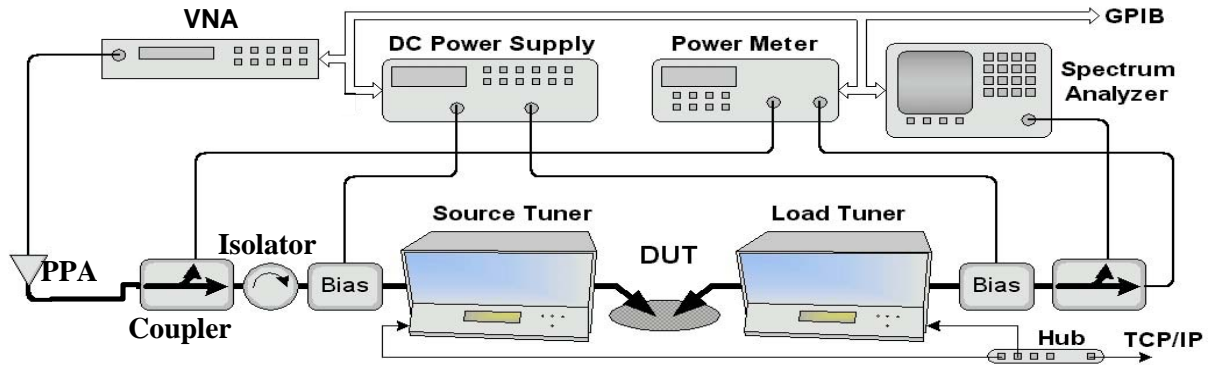 VNA
GPIB
DC Power Supply
Power Meter
Spectrum
Analyzer
Source Tuner
Load Tuner
Isolator
DUT
PPA
Bias
Bias
Coupler
Hub
TCP/IP